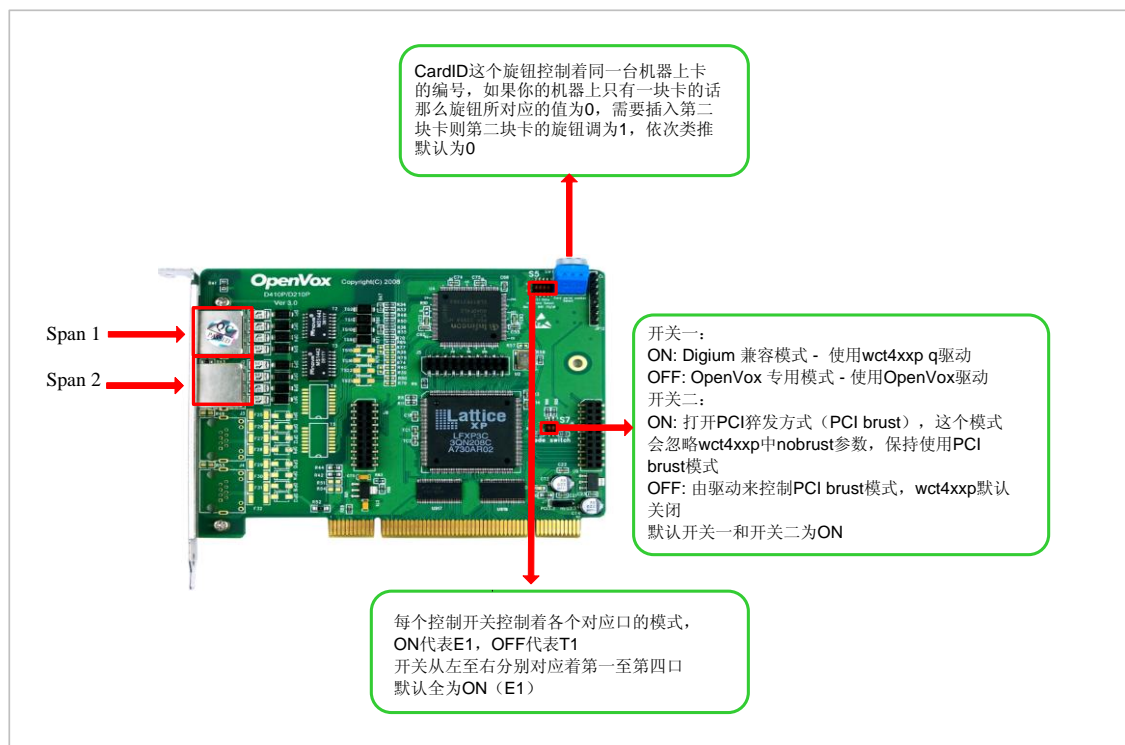 CardID这个旋钮控制着同一台机器上卡
的编号，如果你的机器上只有一块卡的话
那么旋钮所对应的值为0，需要插入第二
块卡则第二块卡的旋钮调为1，依次类推
默认为0
OpenVox
Copyright(C) 2006
D410P/D210P
Ver 3.0
S5
Span 1
Span 2
Lattice
XP
LFXP3C
3QN208C
A730AR02
S7
开关一：
ON: Digium 兼容模式 - 使用wct4xxp q驱动
OFF: OpenVox 专用模式 - 使用OpenVox驱动
开关二：
ON: 打开PCI猝发方式（PCI brust），这个模式
会忽略wct4xxp中nobrust参数，保持使用PCI
brust模式
OFF: 由驱动来控制PCI brust模式，wct4xxp默认
关闭
默认开关一和开关二为ON
每个控制开关控制着各个对应口的模式，
ON代表E1，OFF代表T1
开关从左至右分别对应着第一至第四口
默认全为ON（E1）